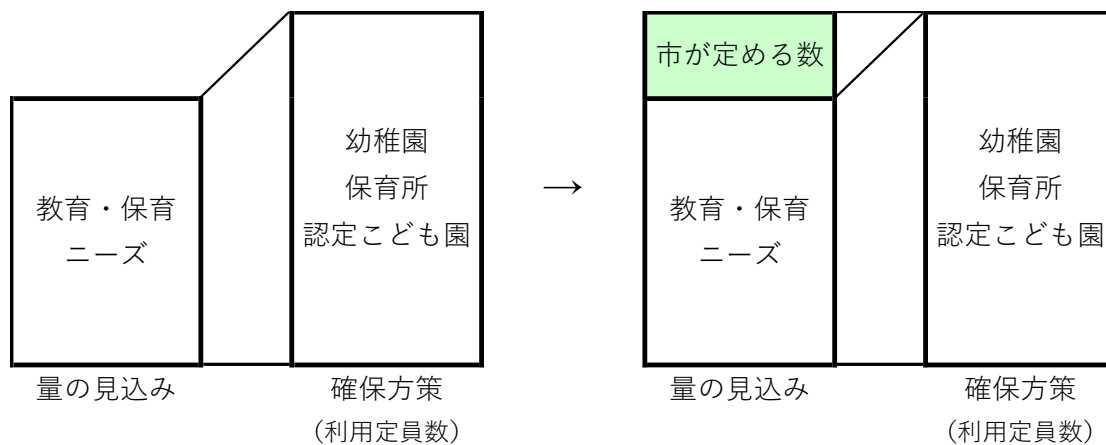 教育・保育
ニーズ
幼稚園
保育所
認定こども園
量の見込み
確保方策
（利用定員数）
→
市が定める数
教育・保育
ニーズ
幼稚園
保育所
認定こども園
量の見込み
確保方策
（利用定員数）